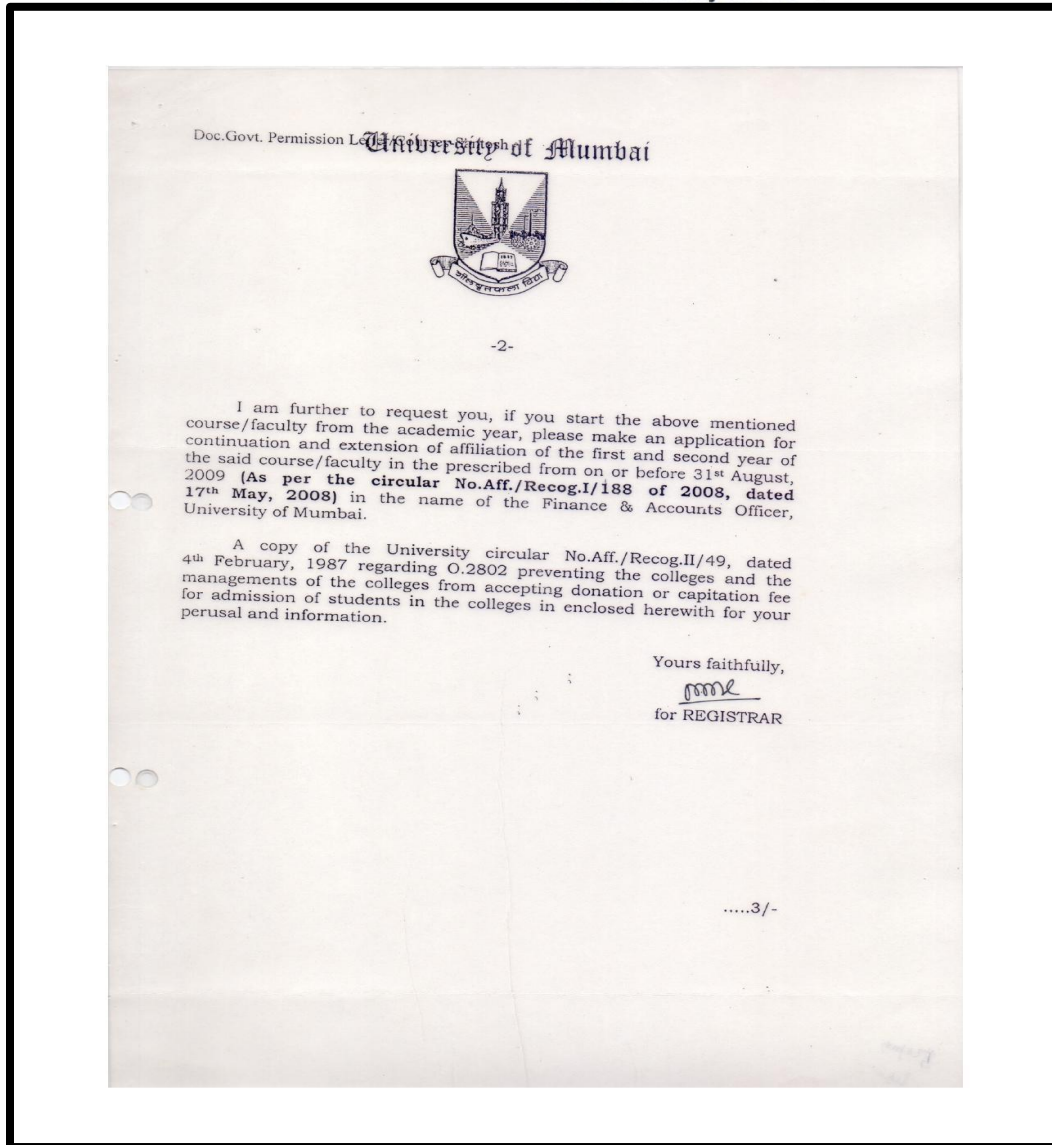 Doc.Govt. Permission Letter/Courses-Santosh
University of Mumbai
-2-
I am further to request you, if you start the above mentioned
course/faculty from the academic year, please make an application for
continuation and extension of affiliation of the first and second year of
the said course/faculty in the prescribed from on or before 31st August,
2009 (As per the circular No.Aff./Recog.I/188 of 2008, dated
17th May, 2008) in the name of the Finance & Accounts Officer,
University of Mumbai.
A copy of the University circular No.Aff./Recog.II/49, dated
4th February, 1987 regarding O.2802 preventing the colleges and the
managements of the colleges from accepting donation or capitation fee
for admission of students in the colleges in enclosed herewith for your
perusal and information.
Yours faithfully,
for REGISTRAR
.....3/-